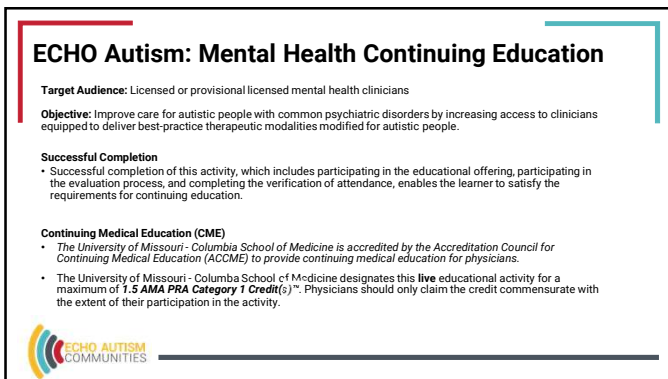 ECHO Autism: Mental Health Continuing Education
Target Audience: Licensed or provisional licensed mental health clinicians
Objective: Improve care for autistic people with common psychiatric disorders by increasing access to clinicians
equipped to deliver best-practice therapeutic modalities modified for autistic people.
Successful Completion
• Successful completion of this activity, which includes participating in the educational offering, participating in
the evaluation process, and completing the verification of attendance, enables the learner to satisfy the
requirements for continuing education.
Continuing Medical Education (CME)
• The University of Missouri - Columbia School of Medicine is accredited by the Accreditation Council for
Continuing Medical Education (ACCME) to provide continuing medical education for physicians.
• The University of Missouri - Columba School of Medicine designates this live educational activity for a
maximum of 1.5 AMA PRA Category 1 Credit(s)™. Physicians should only claim the credit commensurate with
the extent of their participation in the activity.
ECHO AUTISM
COMMUNITIES